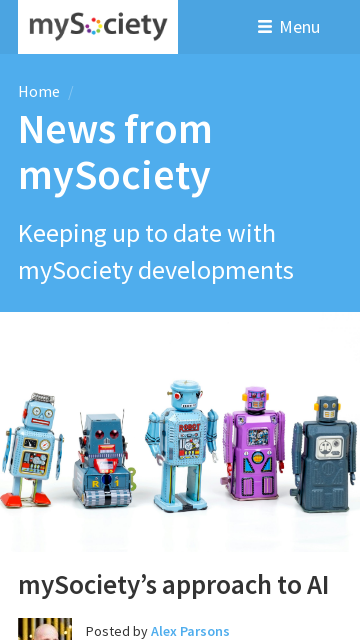 mySociety
Menu
Home /
News from
mySociety
Keeping up to date with
mySociety developments
ROBOT
R 1
mySociety’s approach to AI
Posted by Alex Parsons